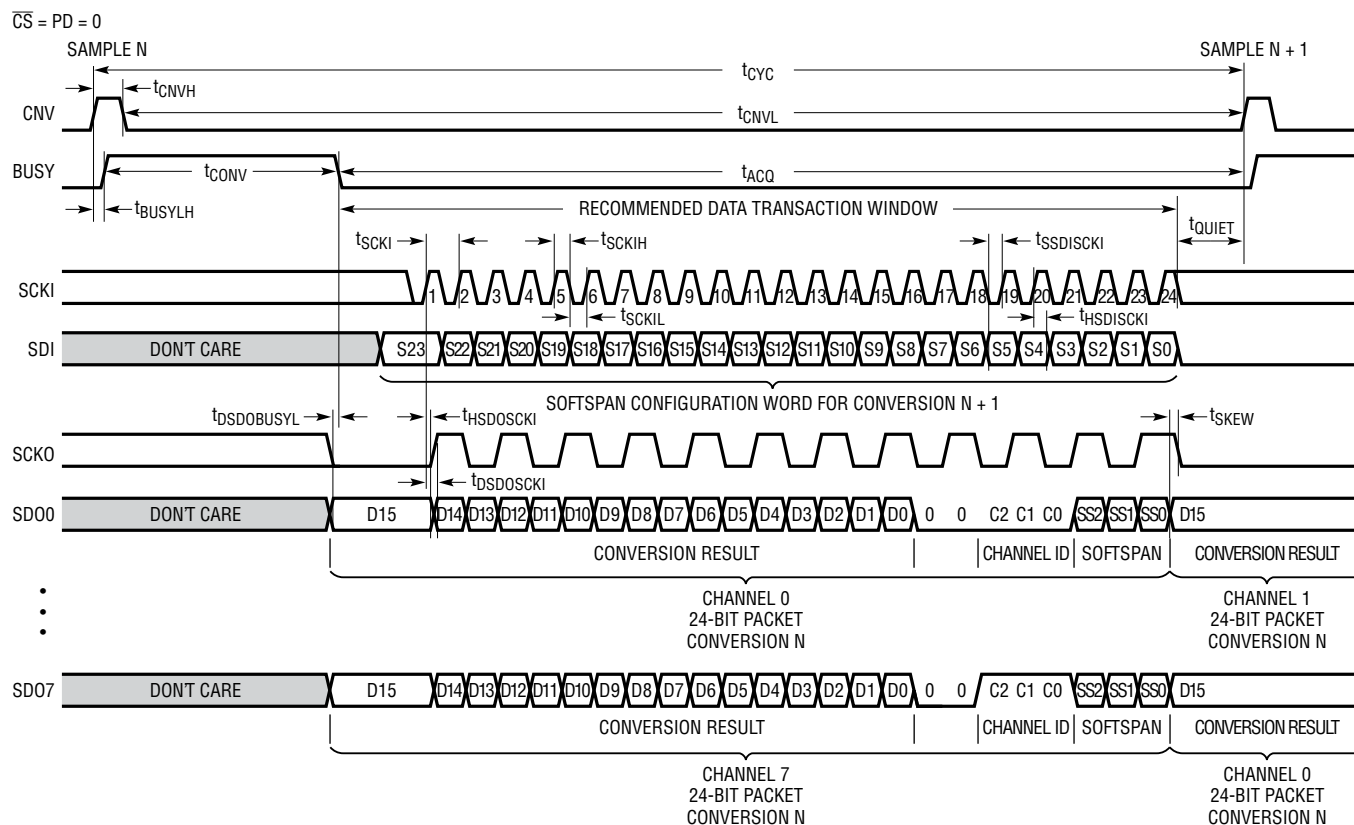 CS = PD = 0
SAMPLE N SAMPLE N + 1
tCYC
tCNVH
CNV tCNVL
BUSY tCONV tACQ
tBUSYLH RECOMMENDED DATA TRANSACTION WINDOW
tSCKI tSCKIH tSSDISCKI tQUIET
SCKI 1 2 3 4 5 6 7 8 9 10 11 12 13 14 15 16 17 18 19 20 21 22 23 24
tSCKIL tHSDISCKI
SDI DON'T CARE S23 S22 S21 S20 S19 S18 S17 S16 S15 S14 S13 S12 S11 S10 S9 S8 S7 S6 S5 S4 S3 S2 S1 S0
SOFTSPAN CONFIGURATION WORD FOR CONVERSION N + 1
tDSDOBUSYL tHSDOSCKI tSKEW
SCKO
tDSDOSCKI
SDO0 DON'T CARE D15 D14 D13 D12 D11 D10 D9 D8 D7 D6 D5 D4 D3 D2 D1 D0 0 0 C2 C1 C0 SS2 SS1 SS0 D15
CONVERSION RESULT CHANNEL ID SOFTSPAN CONVERSION RESULT
CHANNEL 0 CHANNEL 1
24-BIT PACKET 24-BIT PACKET
CONVERSION N CONVERSION N
SDO7 DON'T CARE D15 D14 D13 D12 D11 D10 D9 D8 D7 D6 D5 D4 D3 D2 D1 D0 0 0 C2 C1 C0 SS2 SS1 SS0 D15
CONVERSION RESULT CHANNEL ID SOFTSPAN CONVERSION RESULT
CHANNEL 7 CHANNEL 0
24-BIT PACKET 24-BIT PACKET
CONVERSION N CONVERSION N